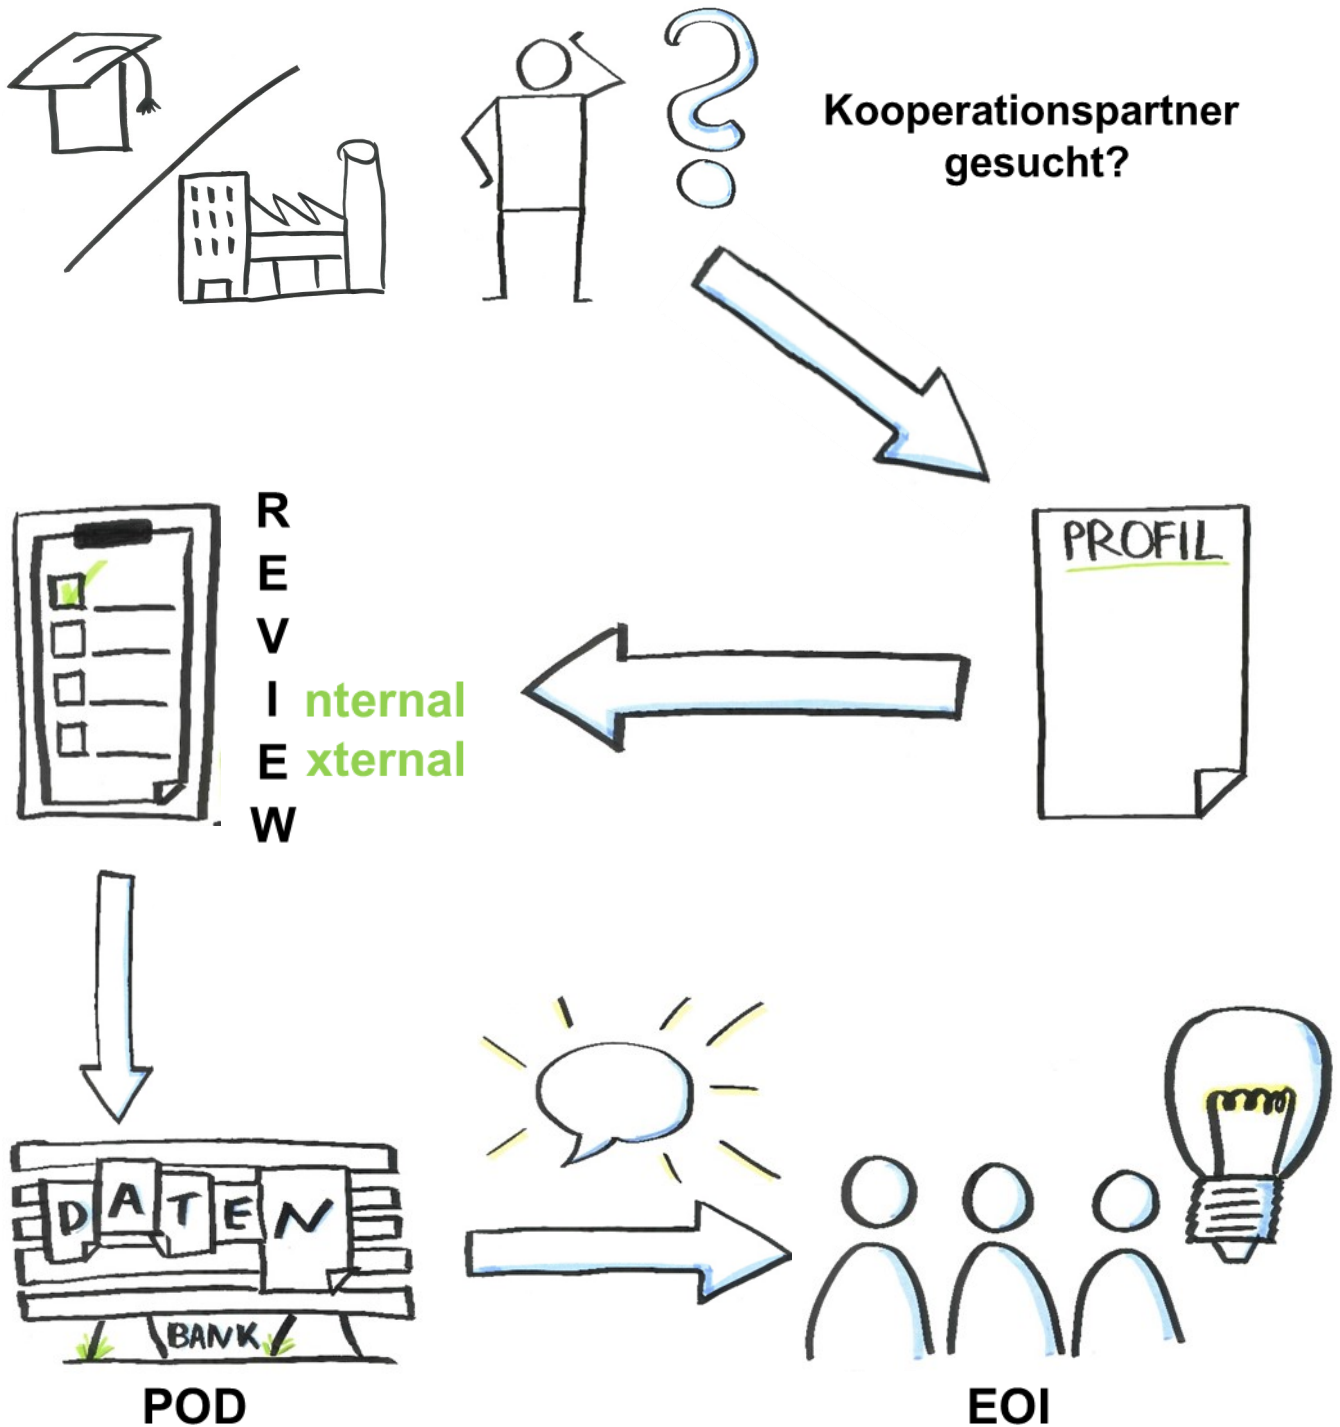 Kooperationspartner
gesucht?
PROFIL
R
E
V
I nternal
E xternal
W
DATEN
BANK
POD
EOI